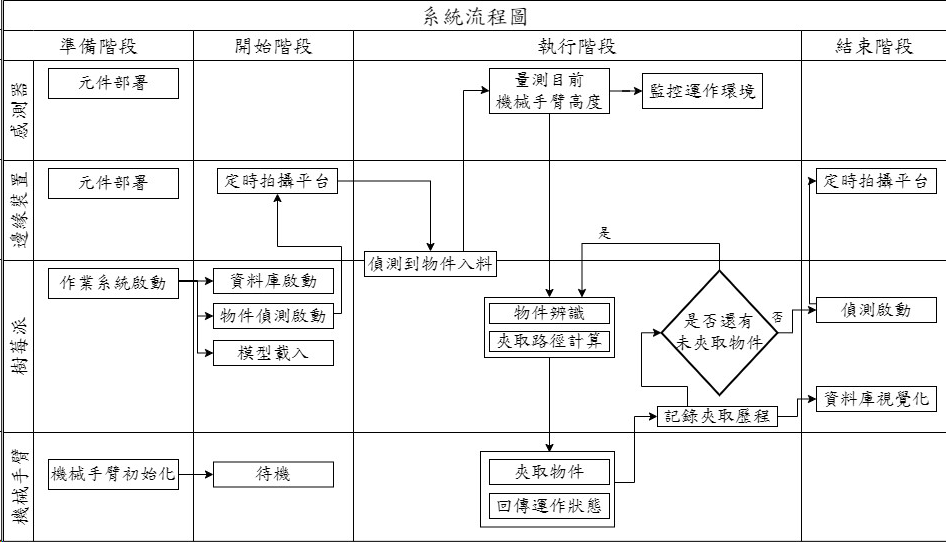 系統流程圖
準備階段
開始階段
執行階段
結束階段
感測器
元件部署
量測目前
機械手臂高度
監控運作環境
邊緣裝置
元件部署
定時拍攝平台
定時拍攝平台
是
偵測到物件入料
樹莓派
作業系統啟動
資料庫啟動
物件偵測啟動
模型載入
物件辨識
夾取路徑計算
是否還有
未夾取物件
否
偵測啟動
記錄夾取歷程
資料庫視覺化
機械手臂
機械手臂初始化
待機
夾取物件
回傳運作狀態